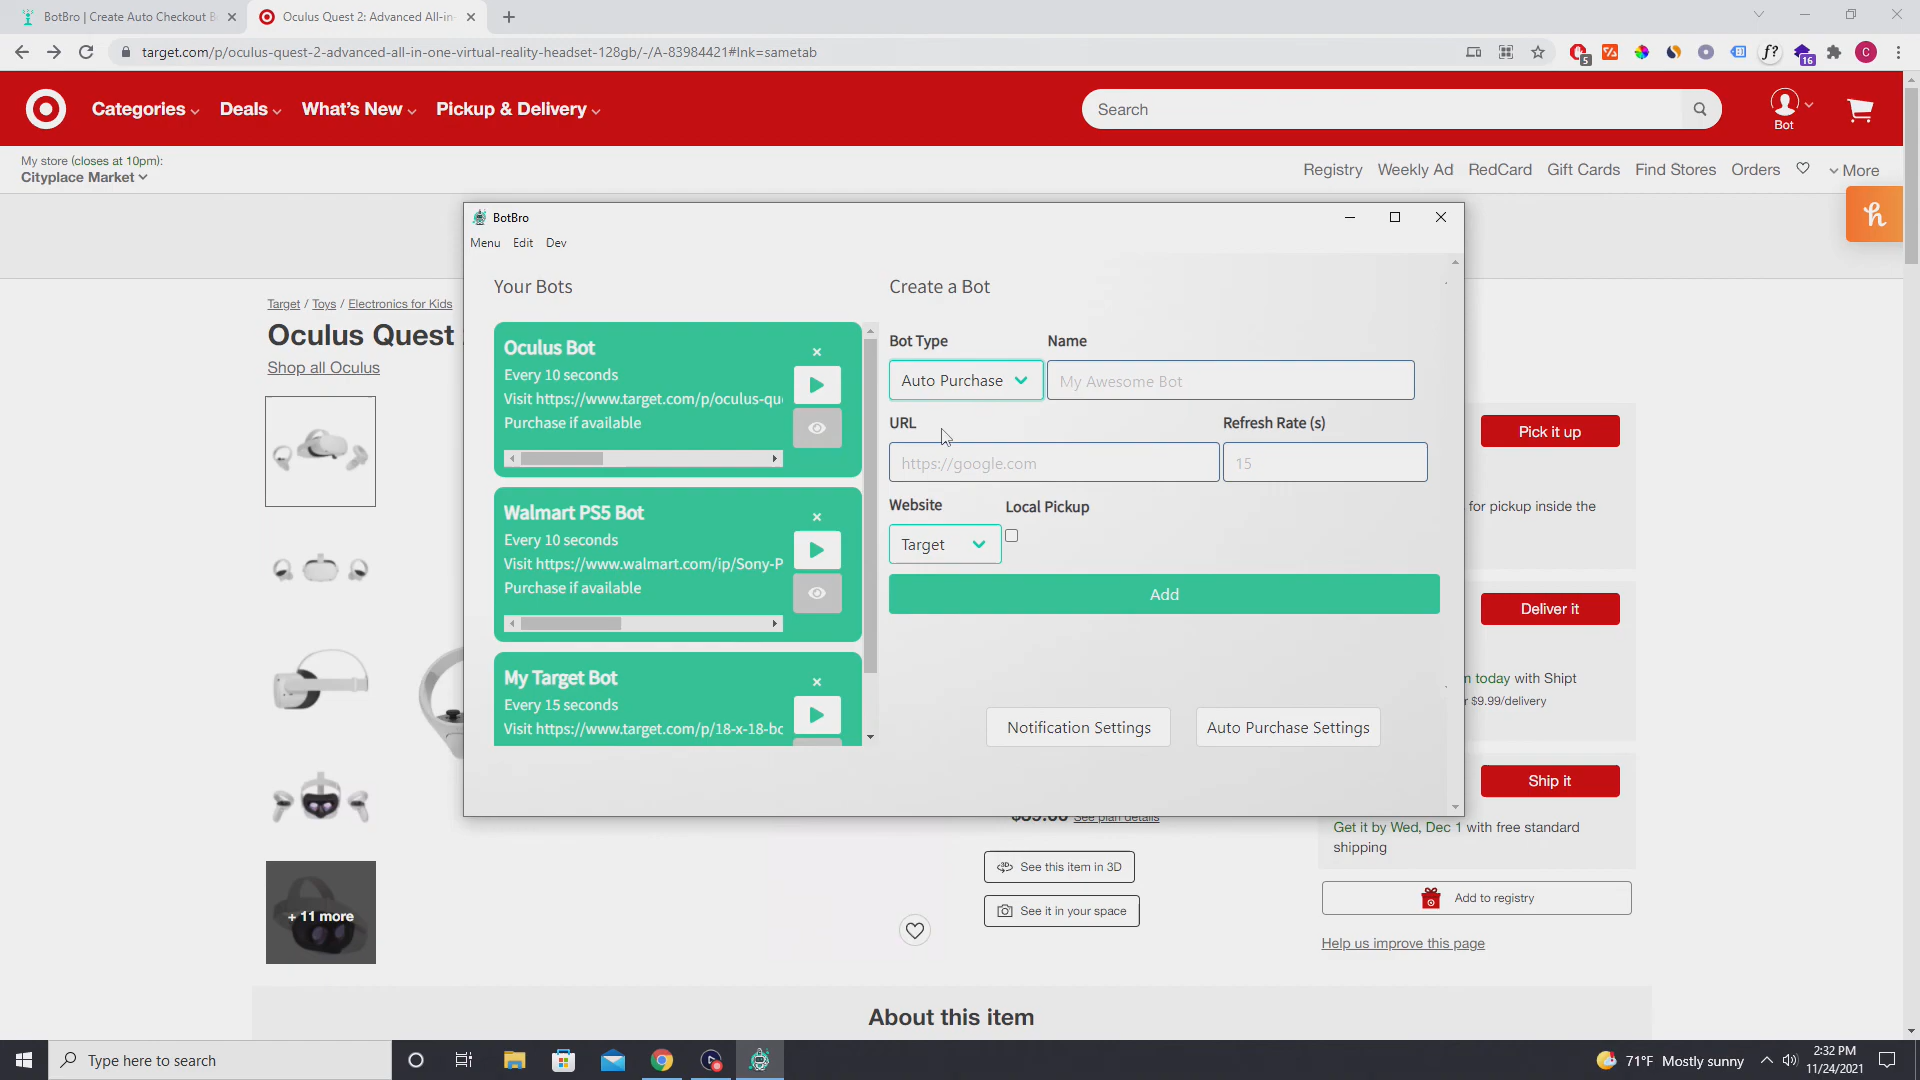 BotBro | Create Auto Checkout B
Oculus Quest 2: Advanced All-in-
target.com/p/oculus-quest-2-advanced-all-in-one-virtual-reality-headset-128gb/-/A-83984421#lnk=sametab
5
f?
16
C
Categories
Deals
What's New
Pickup & Delivery
Search
Bot
My store (closes at 10pm):
Cityplace Market
Registry
Weekly Ad
RedCard
Gift Cards
Find Stores
Orders
More
h
BotBro
Menu
Edit
Dev
Your Bots
Create a Bot
Target / Toys / Electronics for Kids
Oculus Quest
Shop all Oculus
Oculus Bot
Every 10 seconds
Visit https://www.target.com/p/oculus-qu
Purchase if available
Walmart PS5 Bot
Every 10 seconds
Visit https://www.walmart.com/ip/Sony-P
Purchase if available
My Target Bot
Every 15 seconds
Visit https://www.target.com/p/18-x-18-bo
Bot Type
Name
Auto Purchase
My Awesome Bot
URL
Refresh Rate (s)
https://google.com
15
Website
Local Pickup
Target
Add
Notification Settings
Auto Purchase Settings
Pick it up
for pickup inside the
Deliver it
today with Shipt
$9.99/delivery
Ship it
Get it by Wed, Dec 1 with free standard
shipping
See plan details
See this item in 3D
See it in your space
Add to registry
Help us improve this page
+ 11 more
About this item
Type here to search
71°F Mostly sunny
2:32 PM
11/24/2021